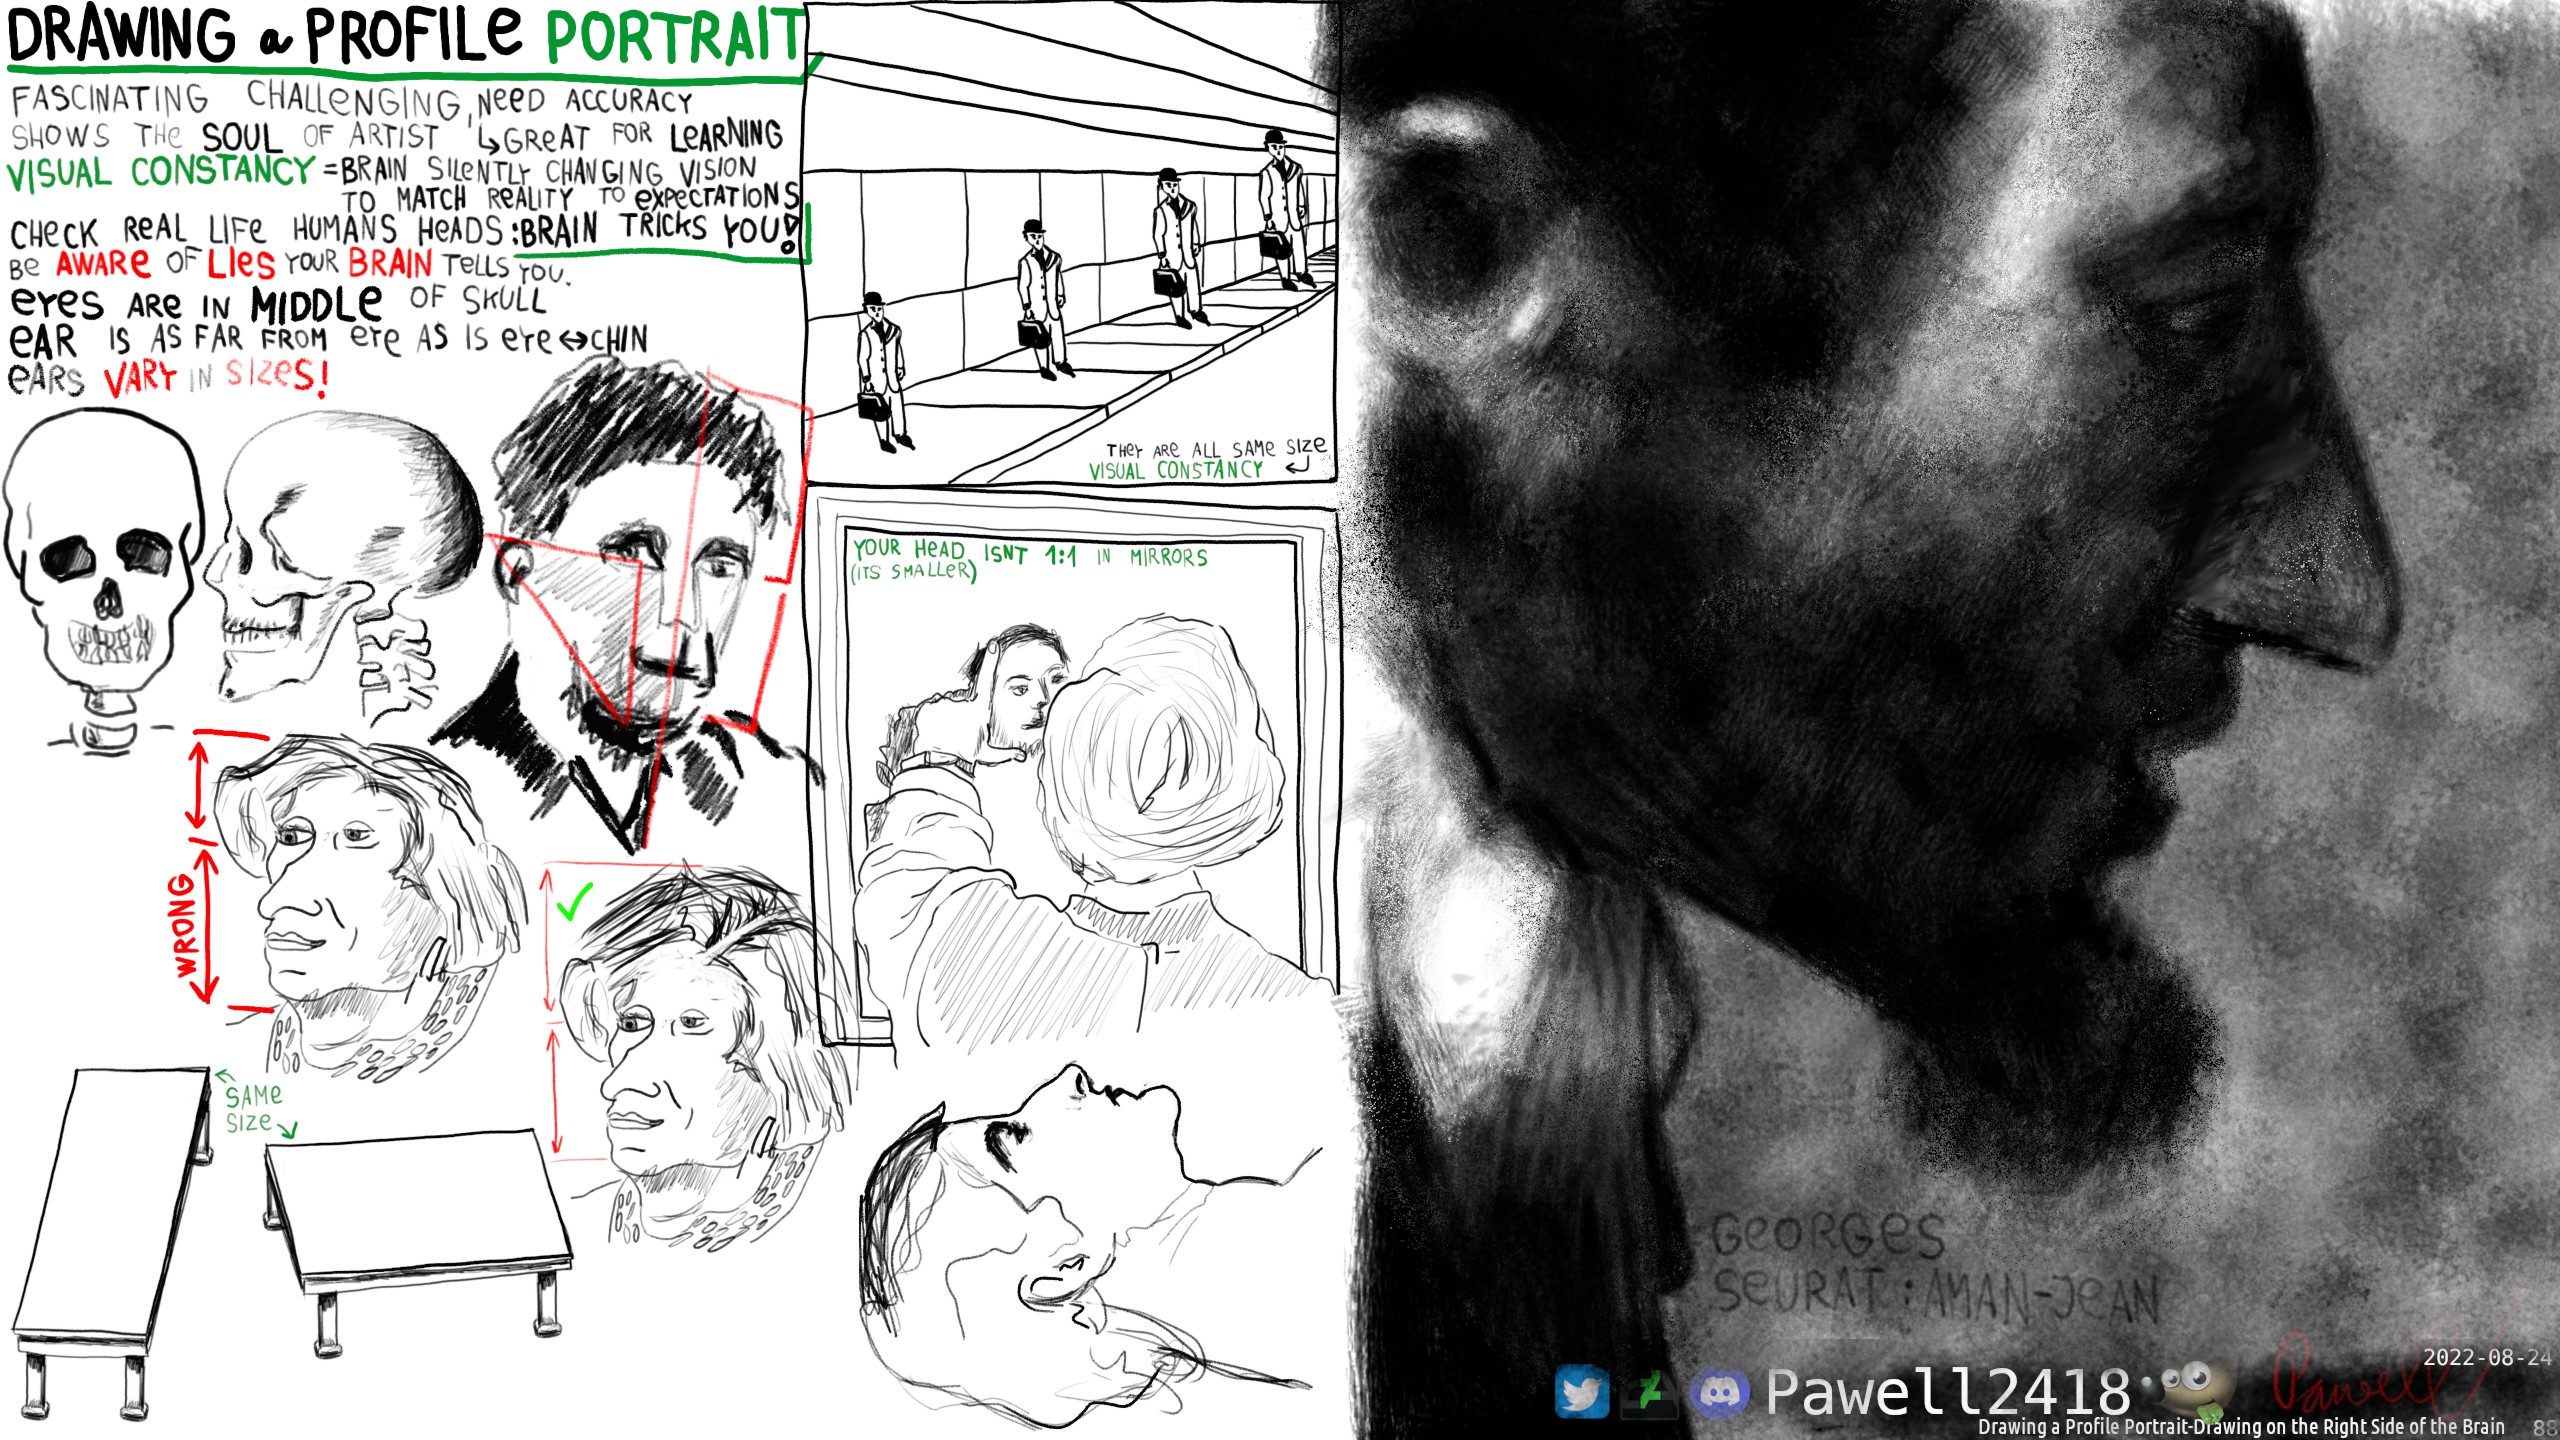 DRAWING a PROFILE PORTRAIT
FASCINATING CHALLENGING, NEED ACCURACY
SHOWS THE SOUL OF ARTIST ↳GREAT FOR LEARNING
VISUAL CONSTANCY = BRAIN SILENTLY CHANGING VISION
TO MATCH REALITY TO EXPECTATIONS
CHECK REAL LIFE HUMANS HEADS: BRAIN TRICKS YOU!
BE AWARE OF LIES YOUR BRAIN TELLS YOU.
EYES ARE IN MIDDLE OF SKULL
EAR IS AS FAR FROM EYE AS IS EYE↔CHIN
EARS VARY IN SIZES!
THEY ARE ALL SAME SIZE
VISUAL CONSTANCY ↵
YOUR HEAD ISNT 1:1 IN MIRRORS
(ITS SMALLER)
WRONG
SAME
SIZE
GEORGES
SEURAT: AMAN-JEAN
Pawell
2022-08-24
Pawell2418
Drawing a Profile Portrait-Drawing on the Right Side of the Brain 88